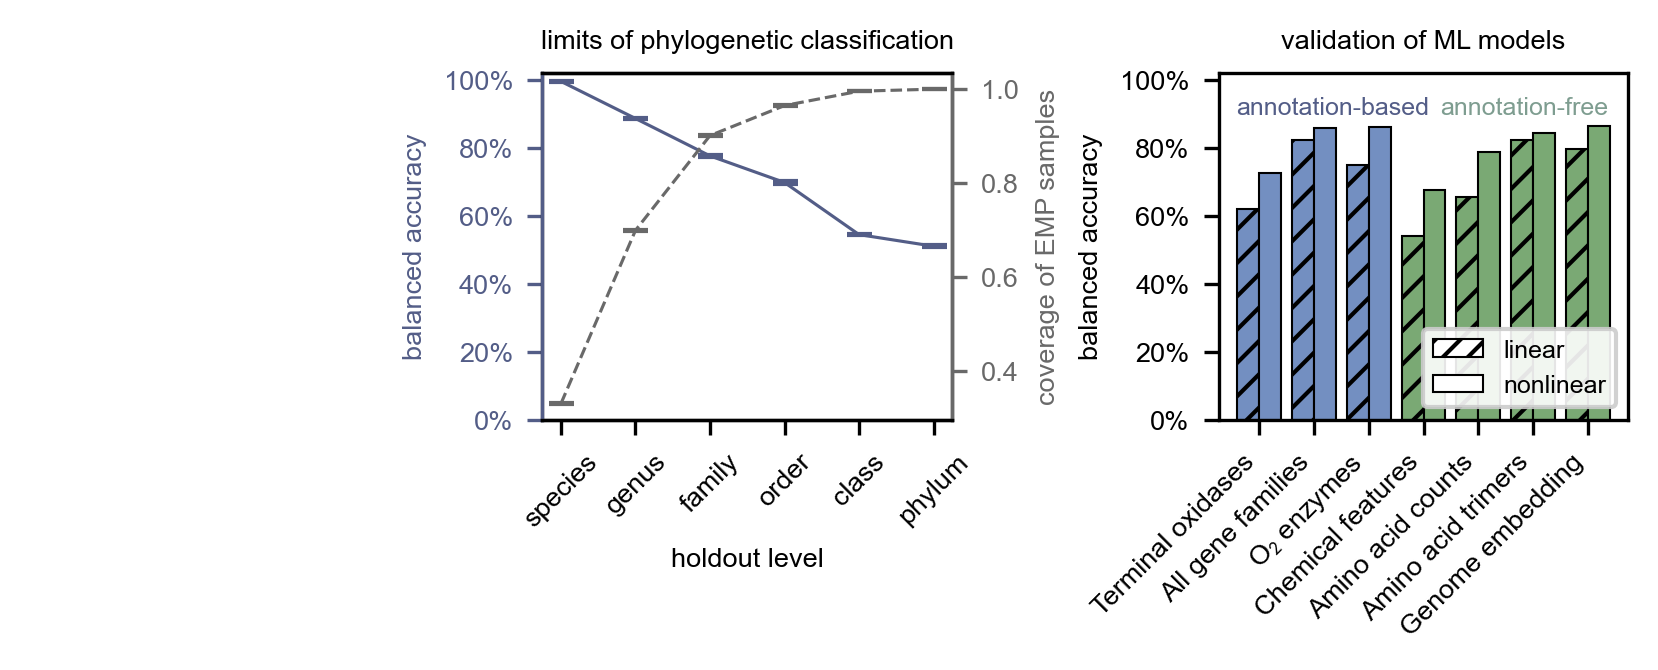 limits of phylogenetic classification
100%
80%
60%
40%
20%
0%
balanced accuracy
1.0
0.8
0.6
0.4
coverage of EMP samples
species
genus
family
order
class
phylum
holdout level
validation of ML models
100%
80%
60%
40%
20%
0%
balanced accuracy
annotation-based annotation-free
linear
nonlinear
Terminal oxidases
All gene families
O₂ enzymes
Chemical features
Amino acid counts
Amino acid trimers
Genome embedding